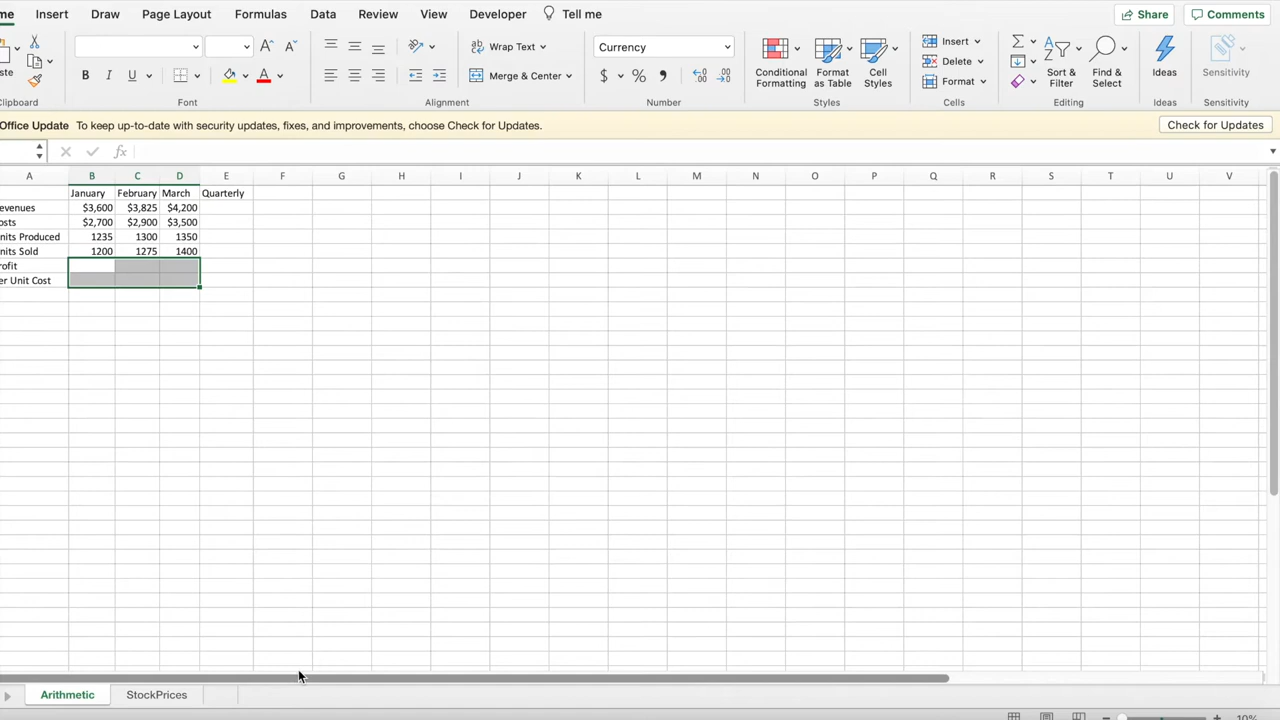 me Insert Draw Page Layout Formulas Data Review View Developer Tell me Share Comments
Wrap Text Currency Insert
$ % Conditional Formatting Format as Table Cell Styles Delete Sort & Filter Find & Select Ideas Sensitivity
ste B I U A Merge & Center Format
Clipboard Font Alignment Number Styles Cells Editing Ideas Sensitivity
Office Update To keep up-to-date with security updates, fixes, and improvements, choose Check for Updates. Check for Updates
fx
A B C D E F G H I J K L M N O P Q R S T U V
January February March Quarterly
evenues $3,600 $3,825 $4,200
osts $2,700 $2,900 $3,500
nits Produced 1235 1300 1350
nits Sold 1200 1275 1400
rofit
er Unit Cost
Arithmetic StockPrices